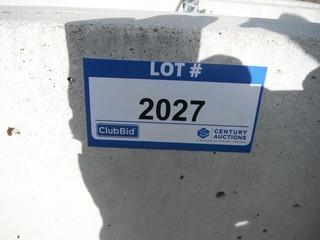 LOT #
2027
ClubBid
CENTURY
AUCTIONS